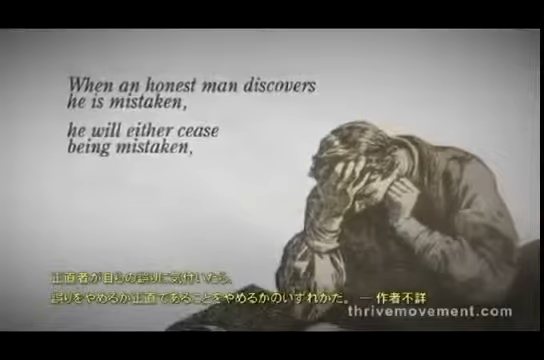 When an honest man discovers
he is mistaken,
he will either cease
being mistaken,
正直者が自らの誤りに気付いたら、
誤りをやめるか正直であることをやめるかのいずれかだ。 ― 作者不詳
thrivemovement.com